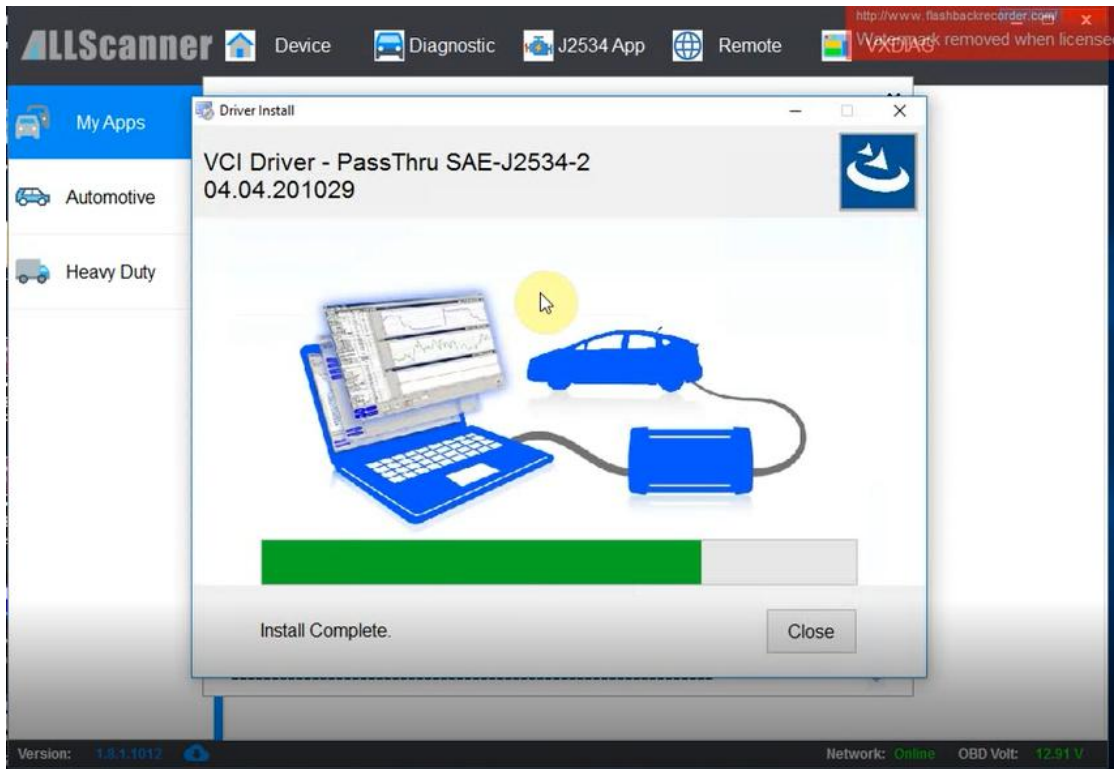 http://www.flashbackrecorder.com/
Watermark removed when licensed
ALLScanner
Device
Diagnostic
J2534 App
Remote
VXDIAG
My Apps
Automotive
Heavy Duty
Driver Install
VCI Driver - PassThru SAE-J2534-2
04.04.201029
Install Complete.
Close
Version: 1.8.1.1012
Network: Online OBD Volt: 12.91 V